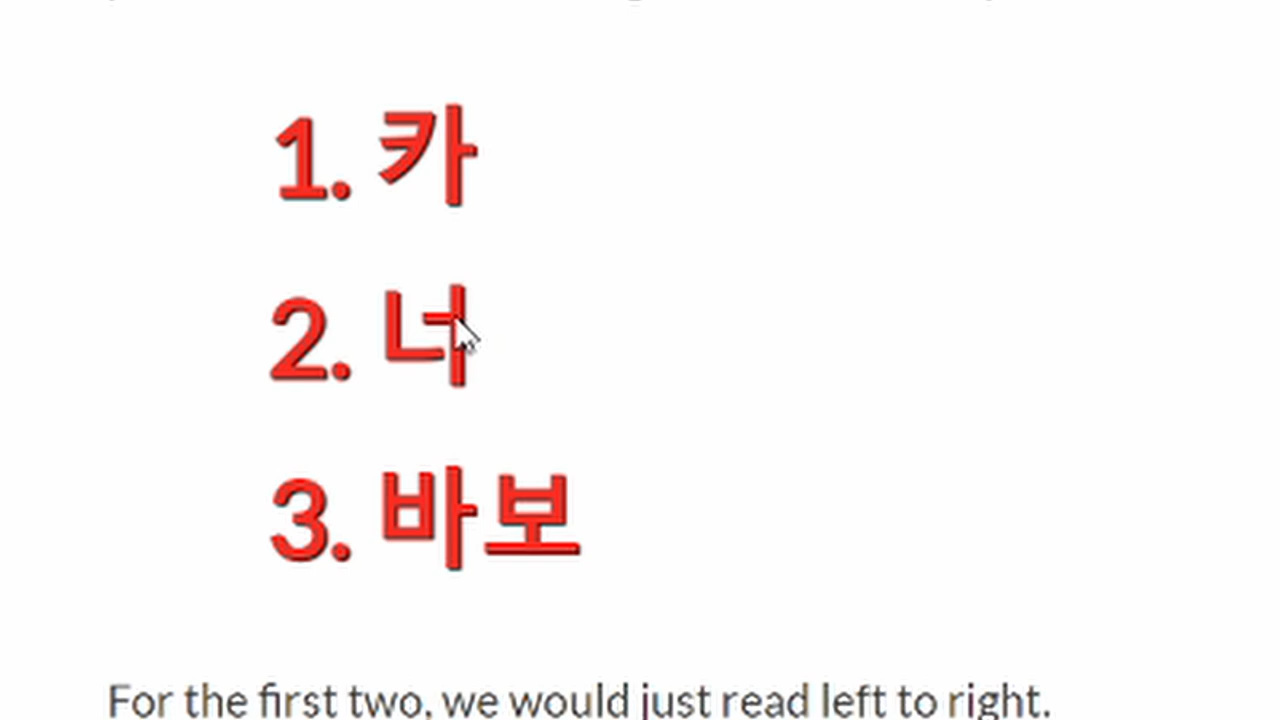 1. 카
2. 너
3. 바보
For the first two, we would just read left to right.